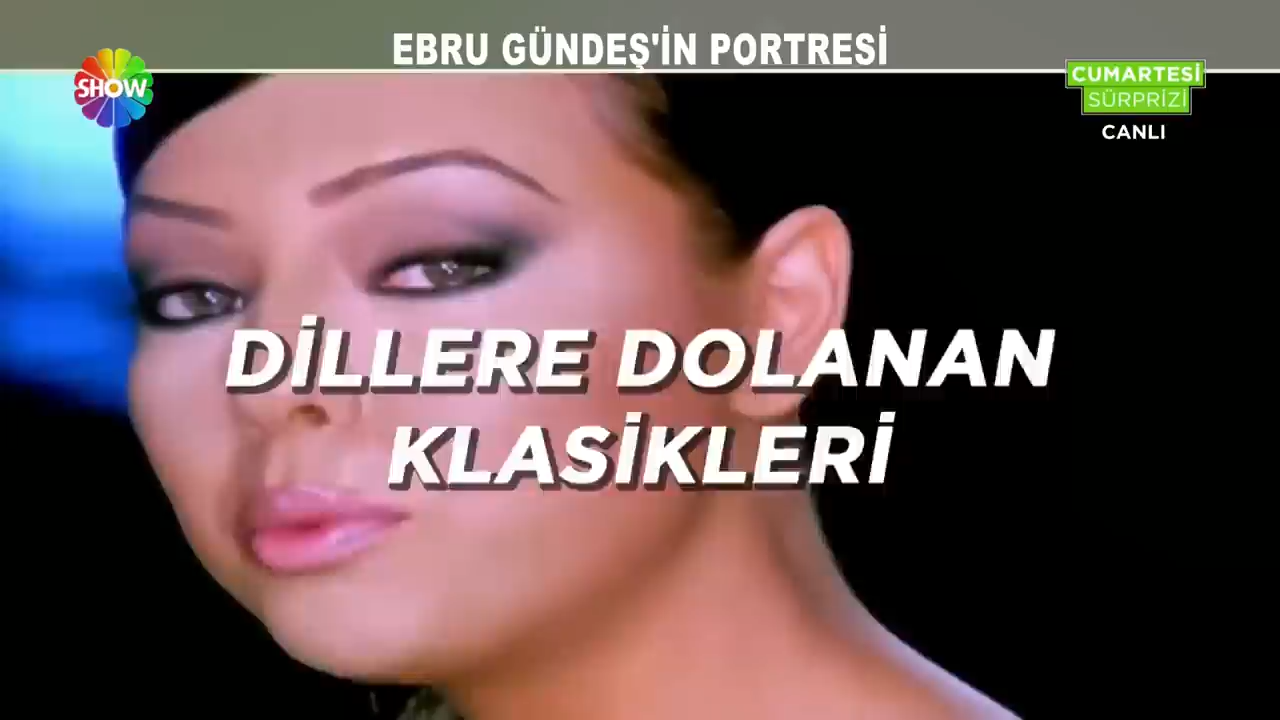 EBRU GÜNDEŞ'İN PORTRESİ
SHOW
CUMARTESİ
SÜRPRİZİ
CANLI
DİLLERE DOLANAN
KLASİKLERİ